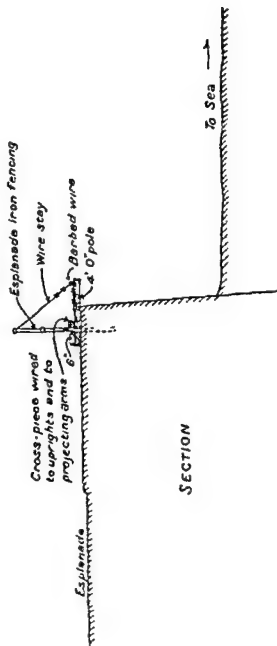 Esplanade iron fencing
Wire stay
Barbed wire
4' 0" pole
6"
Cross-piece wired
to uprights and to
projecting arms
Esplanade
To Sea
SECTION